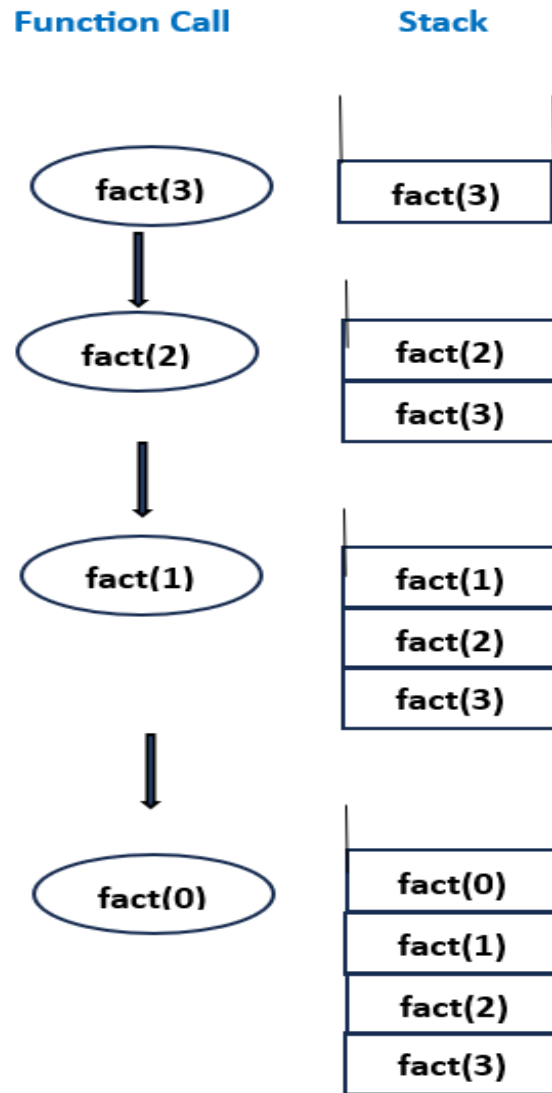 Function Call Stack
fact(3) fact(3)
fact(2) fact(2)
fact(3)
fact(1) fact(1)
fact(2)
fact(3)
fact(0) fact(0)
fact(1)
fact(2)
fact(3)